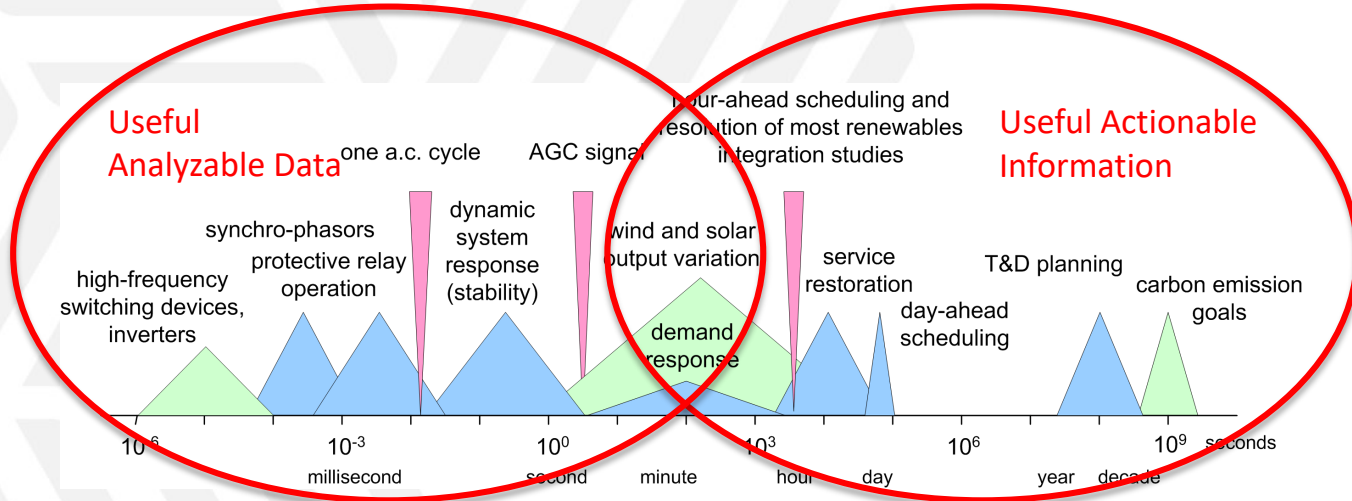 Useful
Analyzable Data
one a.c. cycle
AGC signal
hour-ahead scheduling and
resolution of most renewables
integration studies
Useful Actionable
Information
synchro-phasors
protective relay
operation
high-frequency
switching devices,
inverters
dynamic
system
response
(stability)
wind and solar
output variation
demand
response
service
restoration
day-ahead
scheduling
T&D planning
carbon emission
goals
10-6 10-3 100 103 106 109 seconds
millisecond second minute hour day year decade